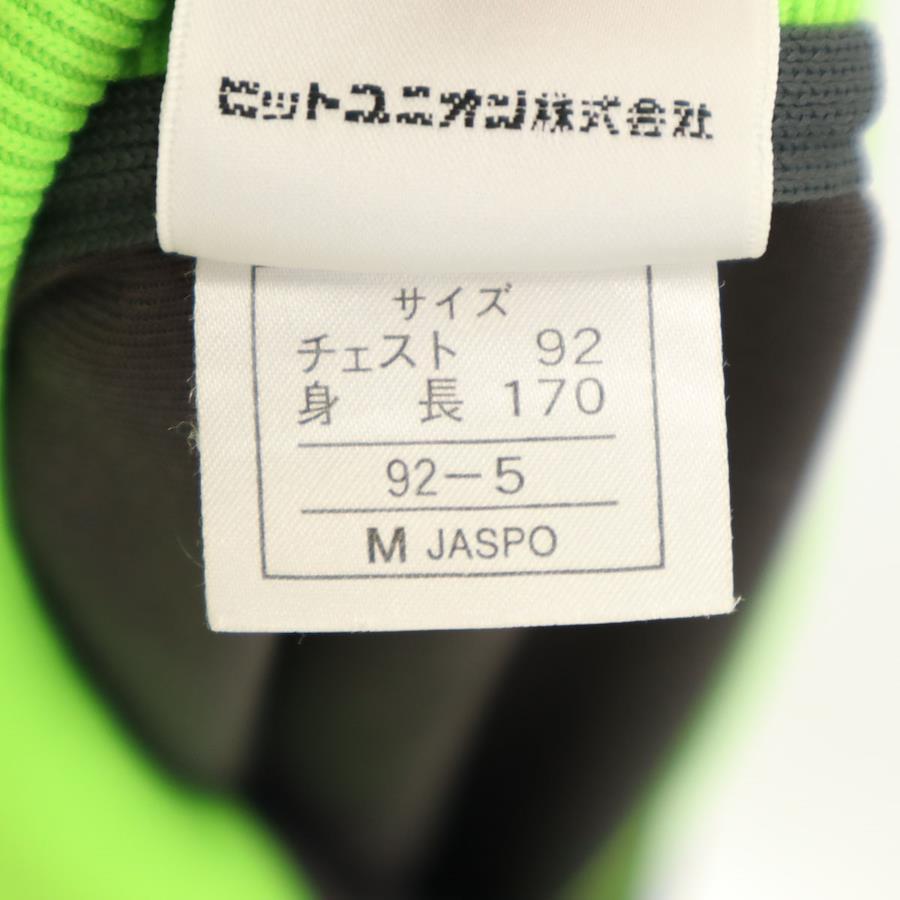 ヒットユニオン株式会社
サイズ
チェスト 92
身長 170
92-5
M JASPO